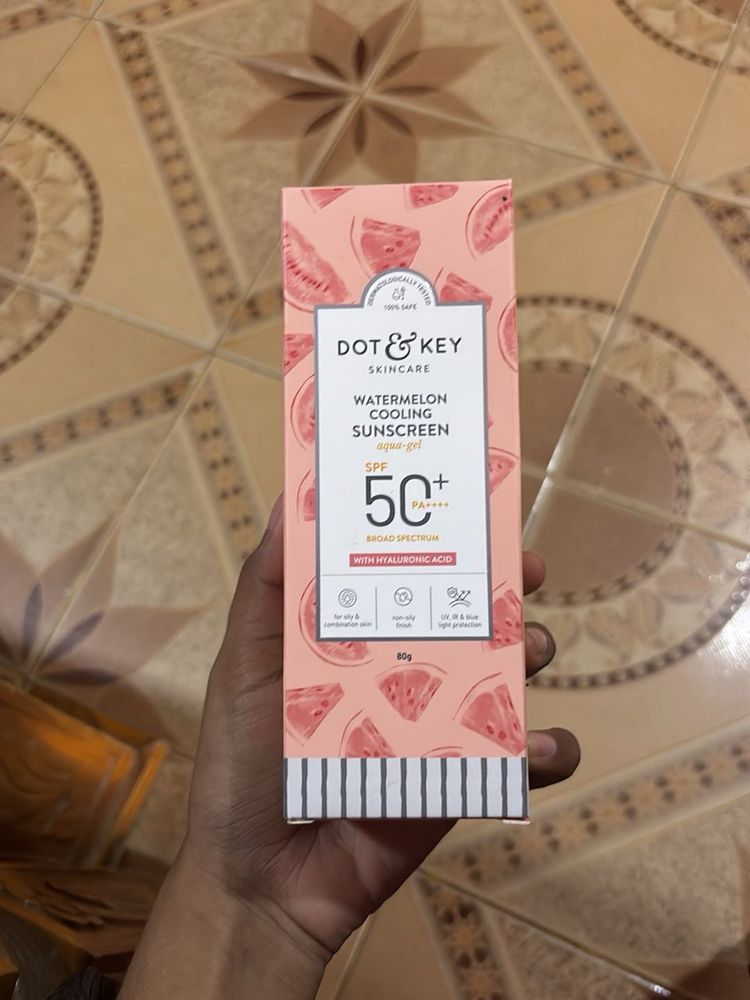 DERMATOLOGICALLY TESTED
100% SAFE
DOT & KEY
SKINCARE
WATERMELON
COOLING
SUNSCREEN
aqua-gel
SPF
50+
PA++++
BROAD SPECTRUM
WITH HYALURONIC ACID
for oily &
combination skin
non-oily
finish
UV, IR & blue
light protection
80g